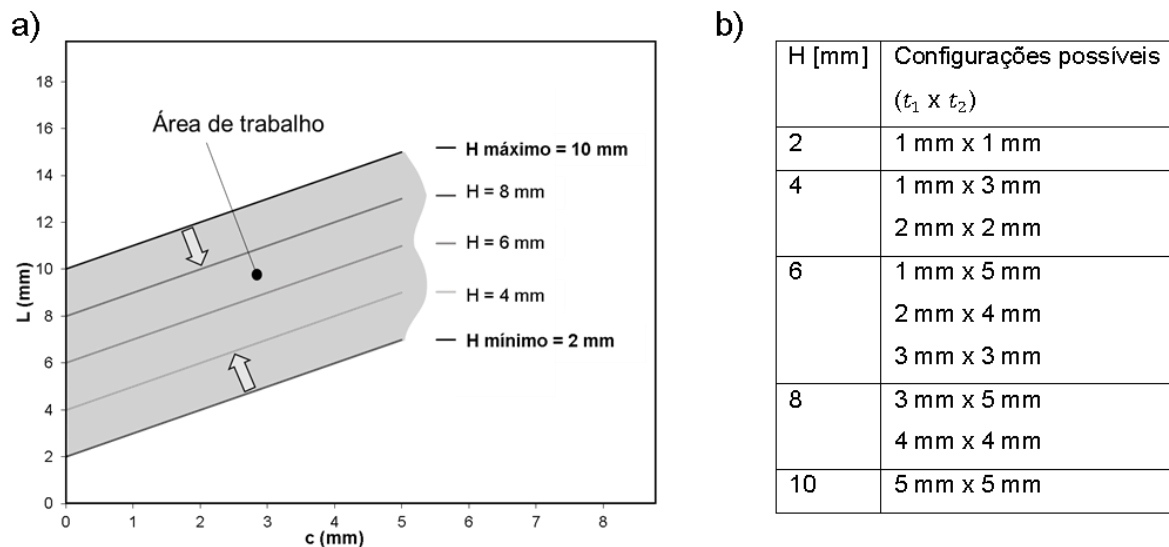 a)
18
16
14
12
10
8
6
4
2
0
L (mm)
Área de trabalho
H máximo = 10 mm
H = 8 mm
H = 6 mm
H = 4 mm
H mínimo = 2 mm
0 1 2 3 4 5 6 7 8
c (mm)
b)
H [mm] Configurações possíveis
(t₁ x t₂)
2 1 mm x 1 mm
4 1 mm x 3 mm
2 mm x 2 mm
6 1 mm x 5 mm
2 mm x 4 mm
3 mm x 3 mm
8 3 mm x 5 mm
4 mm x 4 mm
10 5 mm x 5 mm